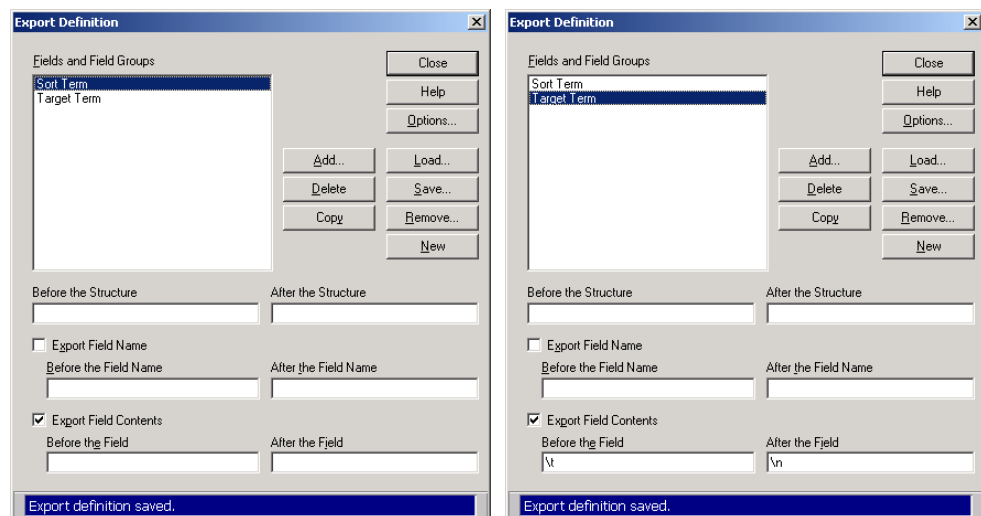 Export Definition
Fields and Field Groups
Close
Sort Term
Target Term
Help
Options...
Add...
Load...
Delete
Save...
Copy
Remove...
New
Before the Structure
After the Structure
Export Field Name
Before the Field Name
After the Field Name
Export Field Contents
Before the Field
After the Field
Export definition saved.
Export Definition
Fields and Field Groups
Close
Sort Term
Target Term
Help
Options...
Add...
Load...
Delete
Save...
Copy
Remove...
New
Before the Structure
After the Structure
Export Field Name
Before the Field Name
After the Field Name
Export Field Contents
Before the Field
After the Field
\t
\n
Export definition saved.